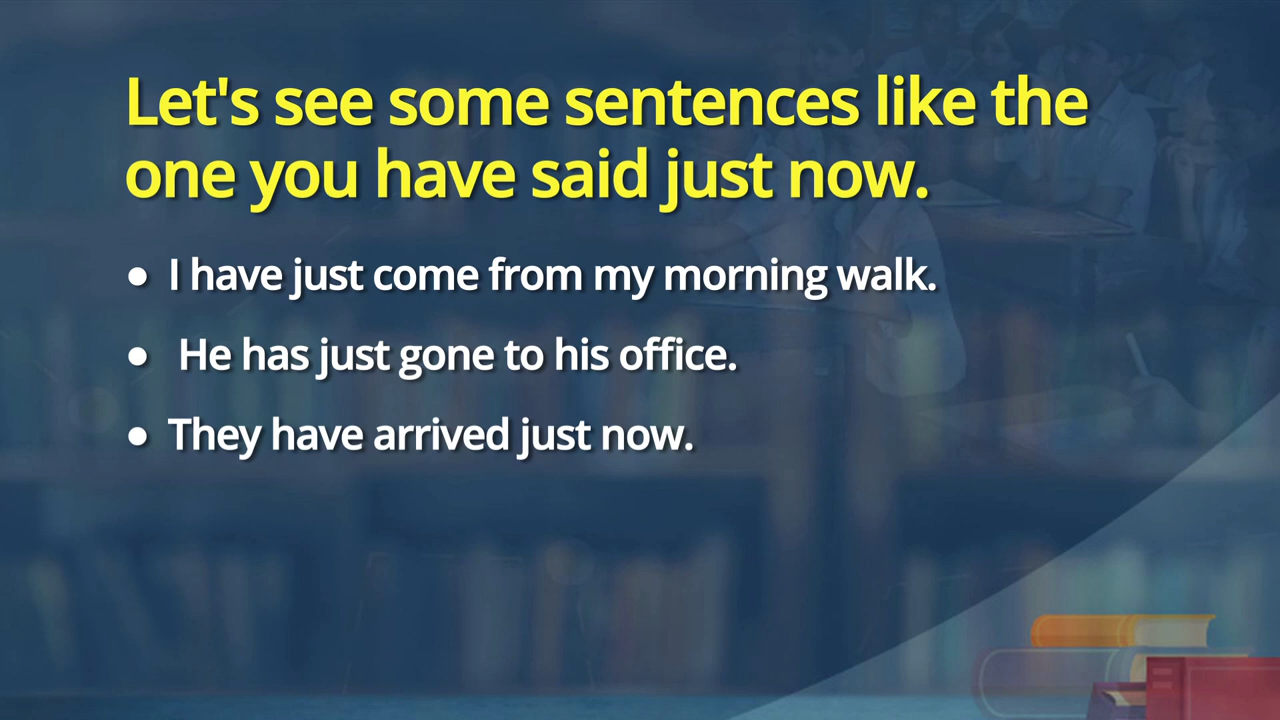 Let's see some sentences like the
one you have said just now.
● I have just come from my morning walk.
● He has just gone to his office.
● They have arrived just now.